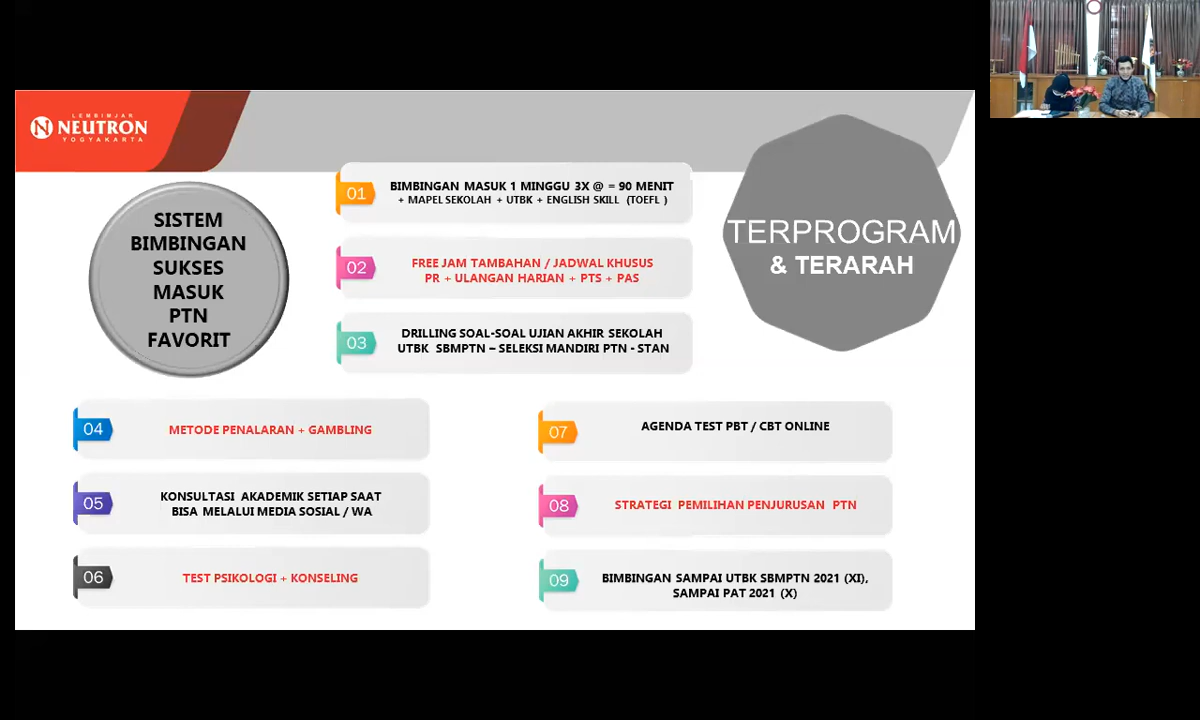 LEMBIMJAR
NEUTRON
YOGYAKARTA
SISTEM
BIMBINGAN
SUKSES
MASUK
PTN
FAVORIT
01
BIMBINGAN MASUK 1 MINGGU 3X @ = 90 MENIT
+ MAPEL SEKOLAH + UTBK + ENGLISH SKILL (TOEFL )
02
FREE JAM TAMBAHAN / JADWAL KHUSUS
PR + ULANGAN HARIAN + PTS + PAS
03
DRILLING SOAL-SOAL UJIAN AKHIR SEKOLAH
UTBK SBMPTN – SELEKSI MANDIRI PTN - STAN
TERPROGRAM
& TERARAH
04
METODE PENALARAN + GAMBLING
05
KONSULTASI AKADEMIK SETIAP SAAT
BISA MELALUI MEDIA SOSIAL / WA
06
TEST PSIKOLOGI + KONSELING
07
AGENDA TEST PBT / CBT ONLINE
08
STRATEGI PEMILIHAN PENJURUSAN PTN
09
BIMBINGAN SAMPAI UTBK SBMPTN 2021 (XI),
SAMPAI PAT 2021 (X)